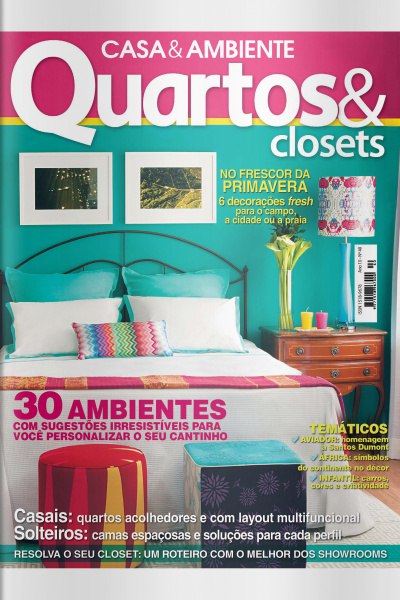 CASA & AMBIENTE
Quartos &
closets
NO FRESCOR DA
PRIMAVERA
6 decorações fresh
para o campo,
a cidade ou a praia
30 AMBIENTES
COM SUGESTÕES IRRESISTÍVEIS PARA
VOCÊ PERSONALIZAR O SEU CANTINHO
TEMÁTICOS
✓ AVIADOR: homenagem
a Santos Dumont
✓ ÁFRICA: símbolos
do continente no décor
✓ INFANTIL: carros,
cores e criatividade
Casais: quartos acolhedores e com layout multifuncional
Solteiros: camas espaçosas e soluções para cada perfil
RESOLVA O SEU CLOSET: UM ROTEIRO COM O MELHOR DOS SHOWROOMS